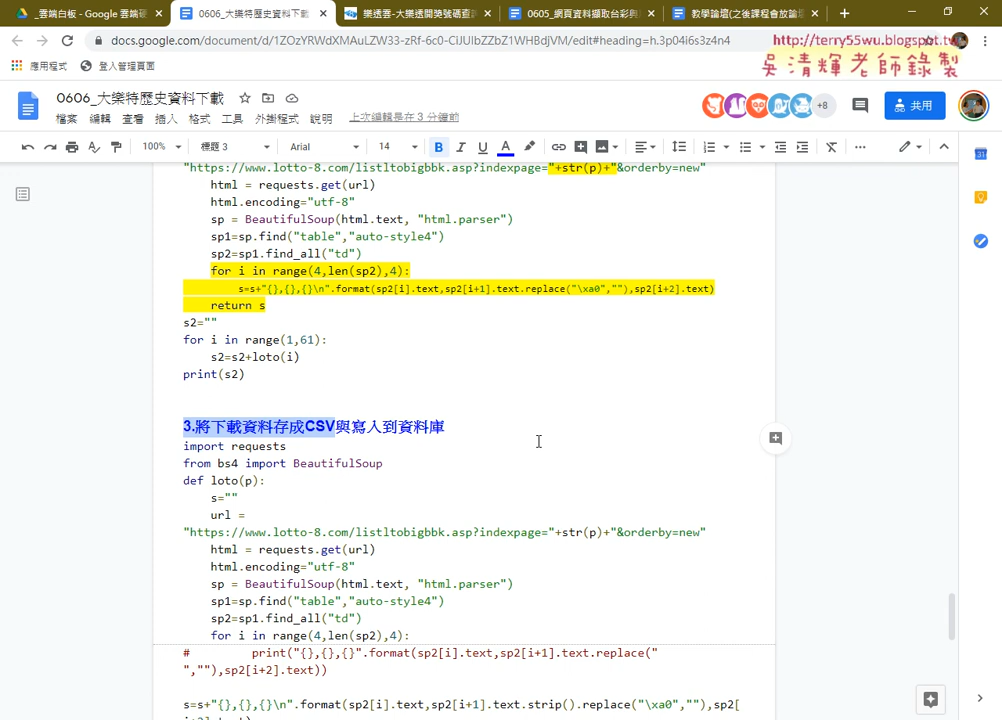 _雲端白板 - Google 雲端硬
0606_大樂特歷史資料下載
樂透雲-大樂透開獎號碼查詢
0605_網頁資料擷取台彩與
教學論壇(之後課程會放論壇
docs.google.com/document/d/1ZOzYRWdXMAuLZW33-zRf-6c0-CiJUIbZZbZ1WHBdjVM/edit#heading=h.3p04i6s3z4n4
http://terry55wu.blogspot.tw
應用程式
登入管理頁面
吳清輝老師錄製
0606_大樂特歷史資料下載
檔案 編輯 查看 插入 格式 工具 外掛程式 說明 上次編輯是在 3 分鐘前
+8
共用
100% 標題 3 Arial 14 B I U A
31
"https://www.lotto-8.com/listltobigbbk.asp?indexpage="+str(p)+"&orderby=new"
html = requests.get(url)
html.encoding="utf-8"
sp = BeautifulSoup(html.text, "html.parser")
sp1=sp.find("table","auto-style4")
sp2=sp1.find_all("td")
for i in range(4,len(sp2),4):
s=s+"{},{},{}\n".format(sp2[i].text,sp2[i+1].text.replace("\xa0",""),sp2[i+2].text)
return s
s2=""
for i in range(1,61):
s2=s2+loto(i)
print(s2)
3.將下載資料存成CSV與寫入到資料庫
import requests
from bs4 import BeautifulSoup
def loto(p):
s=""
url =
"https://www.lotto-8.com/listltobigbbk.asp?indexpage="+str(p)+"&orderby=new"
html = requests.get(url)
html.encoding="utf-8"
sp = BeautifulSoup(html.text, "html.parser")
sp1=sp.find("table","auto-style4")
sp2=sp1.find_all("td")
for i in range(4,len(sp2),4):
# print("{},{},{}".format(sp2[i].text,sp2[i+1].text.replace("
",""),sp2[i+2].text))
s=s+"{},{},{}\n".format(sp2[i].text,sp2[i+1].text.strip().replace("\xa0",""),sp2[